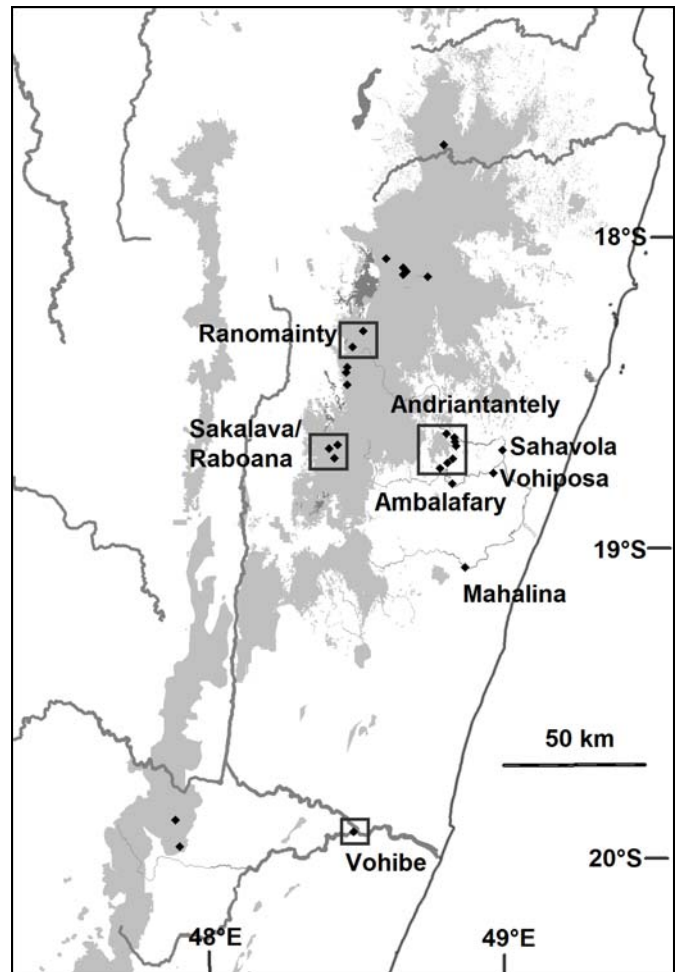 18°S
Ranomainty
Andriantantely
Sakalava/
Raboana
Sahavola
Vohiposa
Ambalafary
19°S
Mahalina
50 km
Vohibe
20°S
48°E
49°E